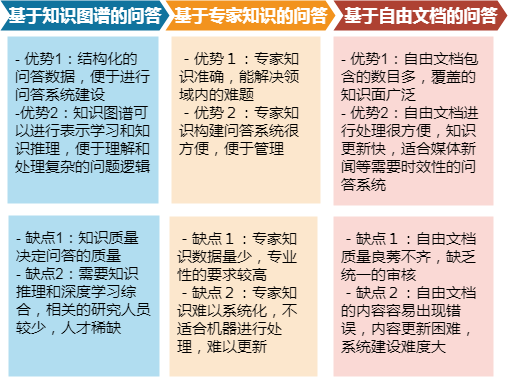 基于知识图谱的问答
基于专家知识的问答
基于自由文档的问答
- 优势1：结构化的
问答数据，便于进行
问答系统建设
-优势2：知识图谱可
以进行表示学习和知
识推理，便于理解和
处理复杂的问题逻辑
- 优势１：专家知
识准确，能解决领
域内的难题
- 优势２：专家知
识构建问答系统很
方便，便于管理
- 优势1：自由文档包
含的数目多，覆盖的
知识面广泛
- 优势2：自由文档进
行处理很方便，知识
更新快，适合媒体新
闻等需要时效性的问
答系统
- 缺点1：知识质量
决定问答的质量
- 缺点2：需要知识
推理和深度学习综
合，相关的研究人员
较少，人才稀缺
- 缺点１：专家知
识数据量少，专业
性的要求较高
- 缺点２：专家知
识难以系统化，不
适合机器进行处
理，难以更新
- 缺点１：自由文档
质量良莠不齐，缺乏
统一的审核
- 缺点２：自由文档
的内容容易出现错
误，内容更新困难，
系统建设难度大